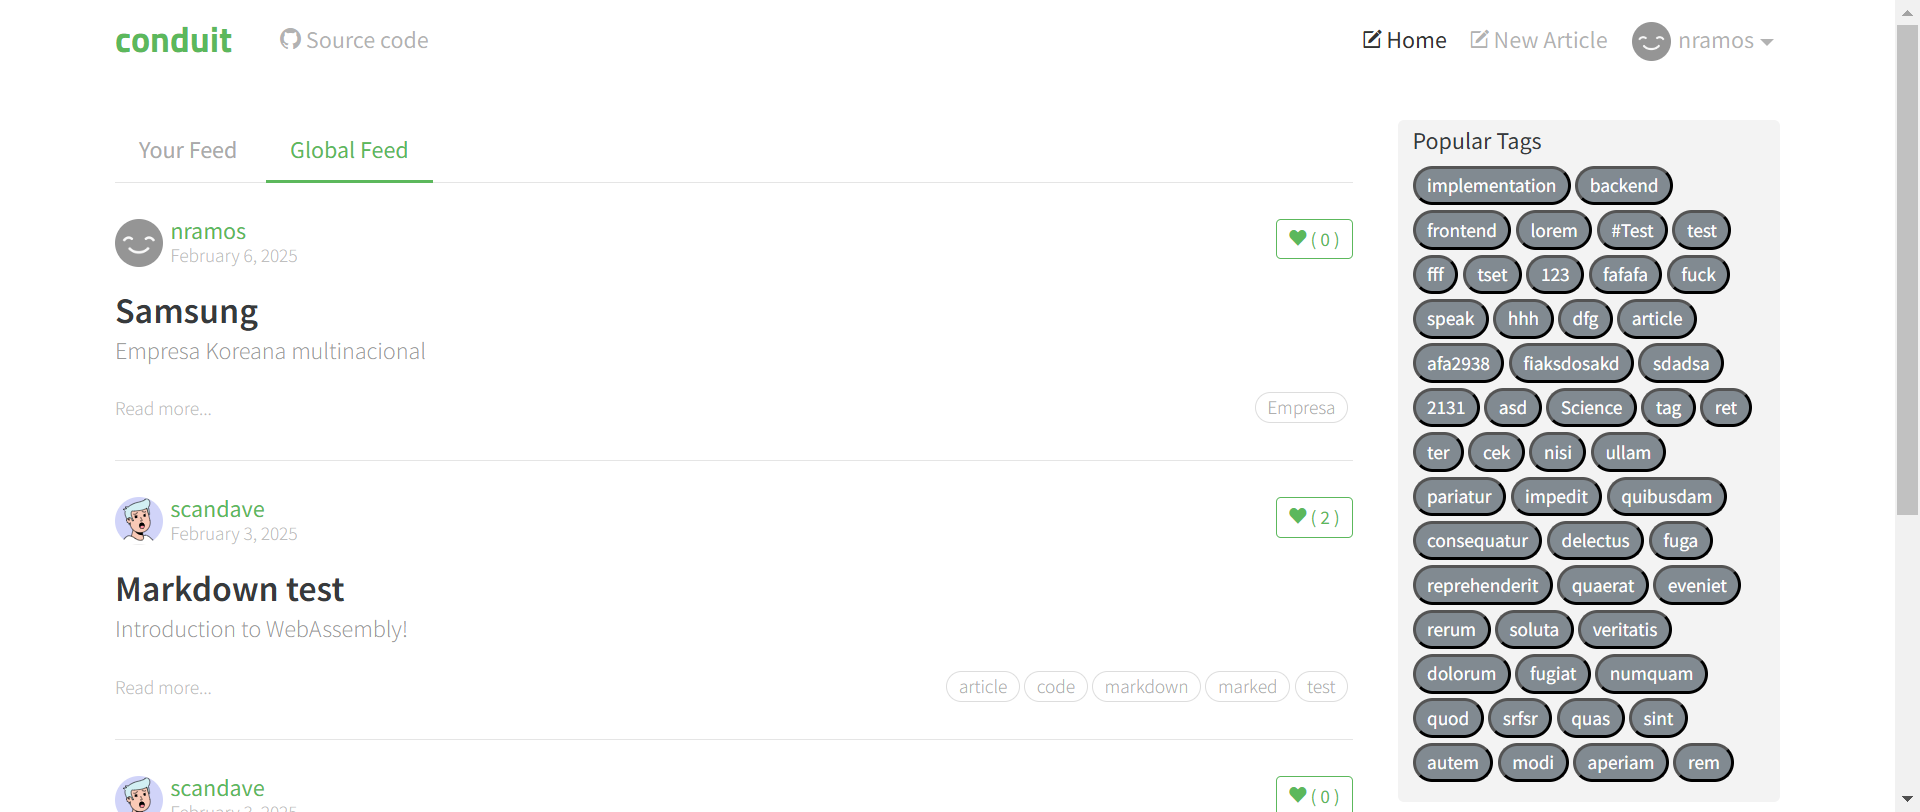 conduit Source code Home New Article nramos
Your Feed Global Feed
nramos
February 6, 2025
( 0 )
Samsung
Empresa Koreana multinacional
Read more...
Empresa
scandave
February 3, 2025
( 2 )
Markdown test
Introduction to WebAssembly!
Read more...
article code markdown marked test
scandave
February 3, 2025
( 0 )
Popular Tags
implementation backend
frontend lorem #Test test
fff tset 123 fafafa fuck
speak hhh dfg article
afa2938 fiaksdosakd sdadsa
2131 asd Science tag ret
ter cek nisi ullam
pariatur impedit quibusdam
consequatur delectus fuga
reprehenderit quaerat eveniet
rerum soluta veritatis
dolorum fugiat numquam
quod srfsr quas sint
autem modi aperiam rem